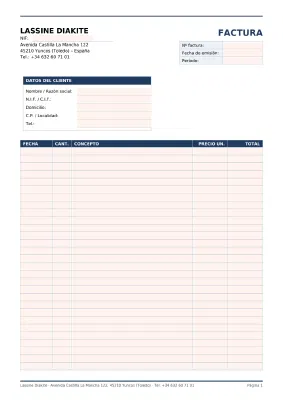 LASSINE DIAKITE
FACTURA
NIF:
Avenida Castilla La Mancha 122
45210 Yuncos (Toledo) - España
Tel.: +34 632 60 71 01
Nº factura:
Fecha de emisión:
Periodo:
DATOS DEL CLIENTE
Nombre / Razón social:
N.I.F. / C.I.F.:
Domicilio:
C.P. / Localidad:
Tel:
FECHA CANT. CONCEPTO PRECIO UN. TOTAL
Lassine Diakite · Avenida Castilla La Mancha 122 · 45210 Yuncos (Toledo) · Tel: +34 632 60 71 01 Página 1